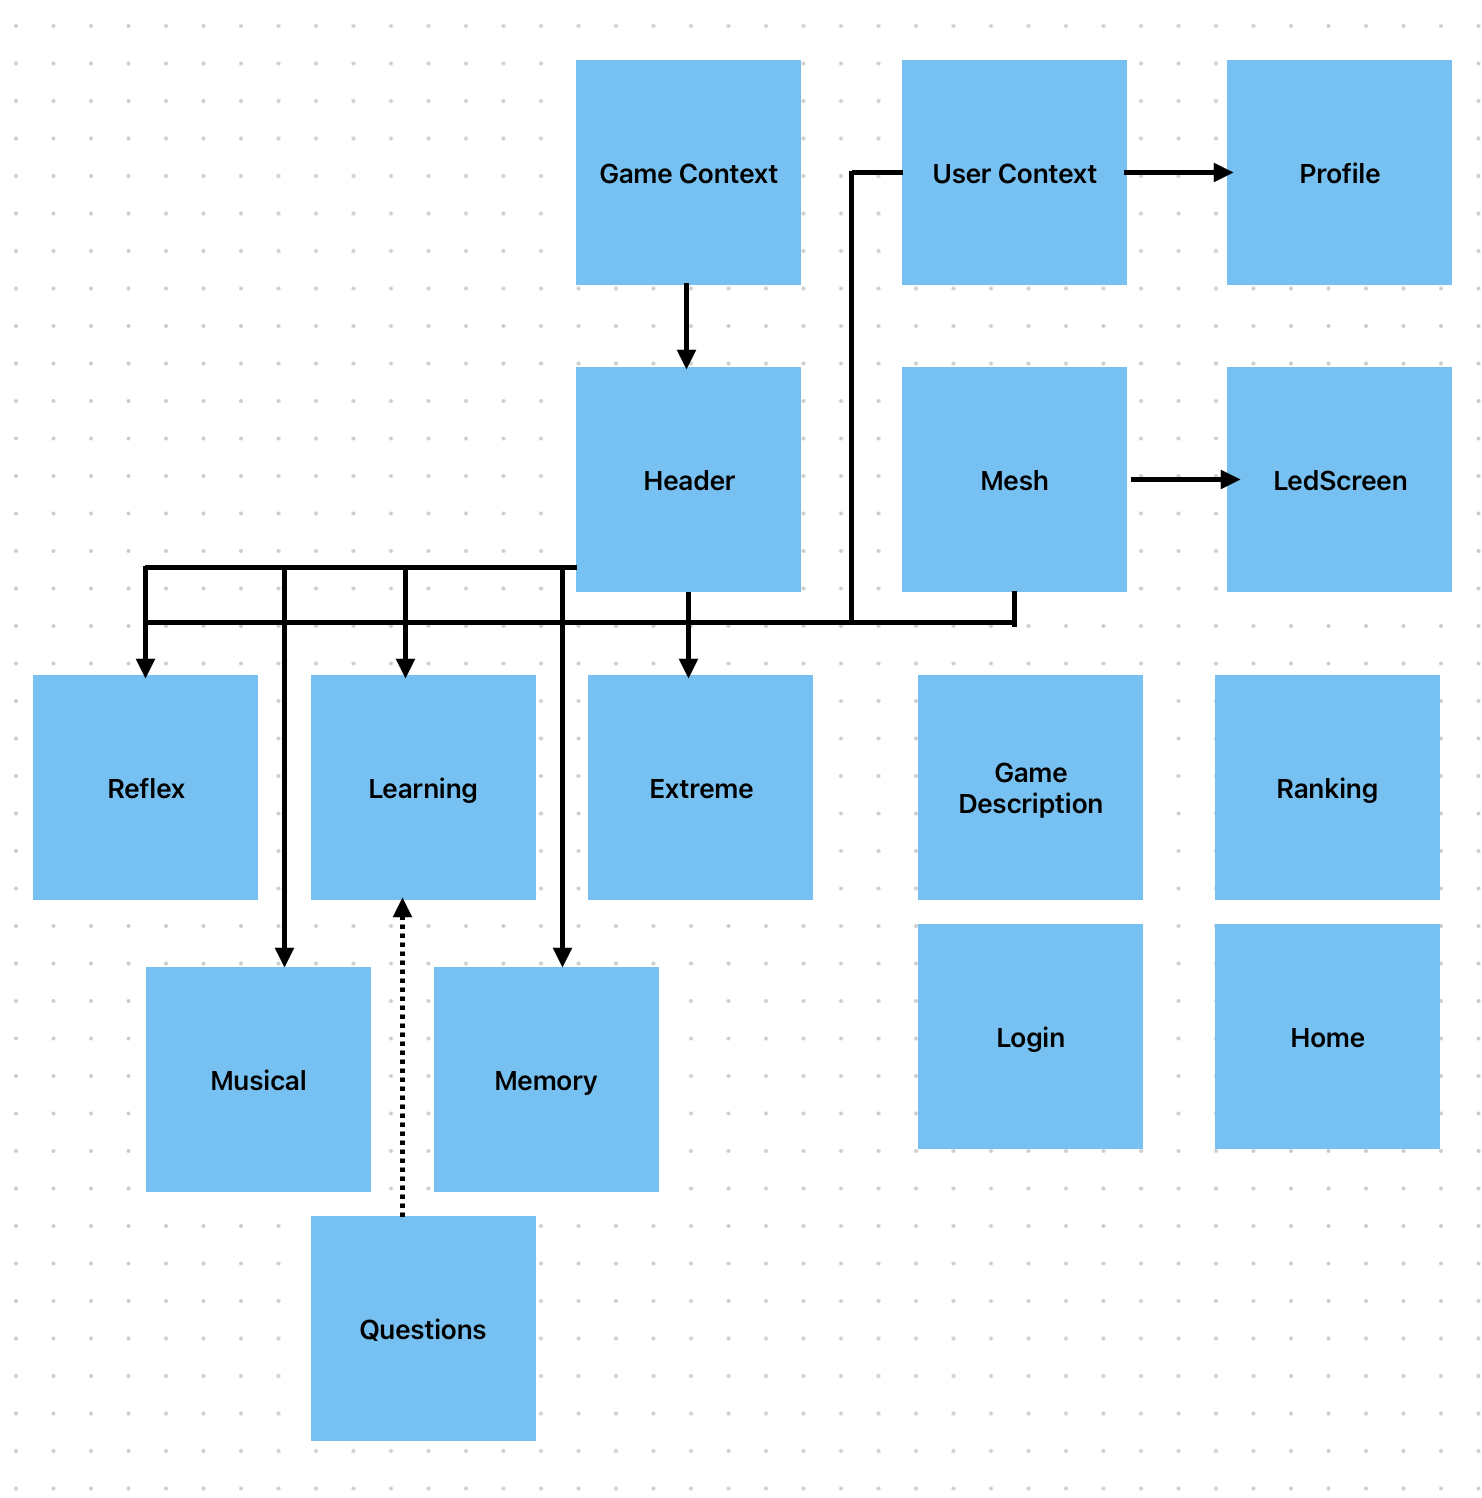 Game Context
User Context
Profile
Header
Mesh
LedScreen
Reflex
Learning
Extreme
Game
Description
Ranking
Musical
Memory
Login
Home
Questions